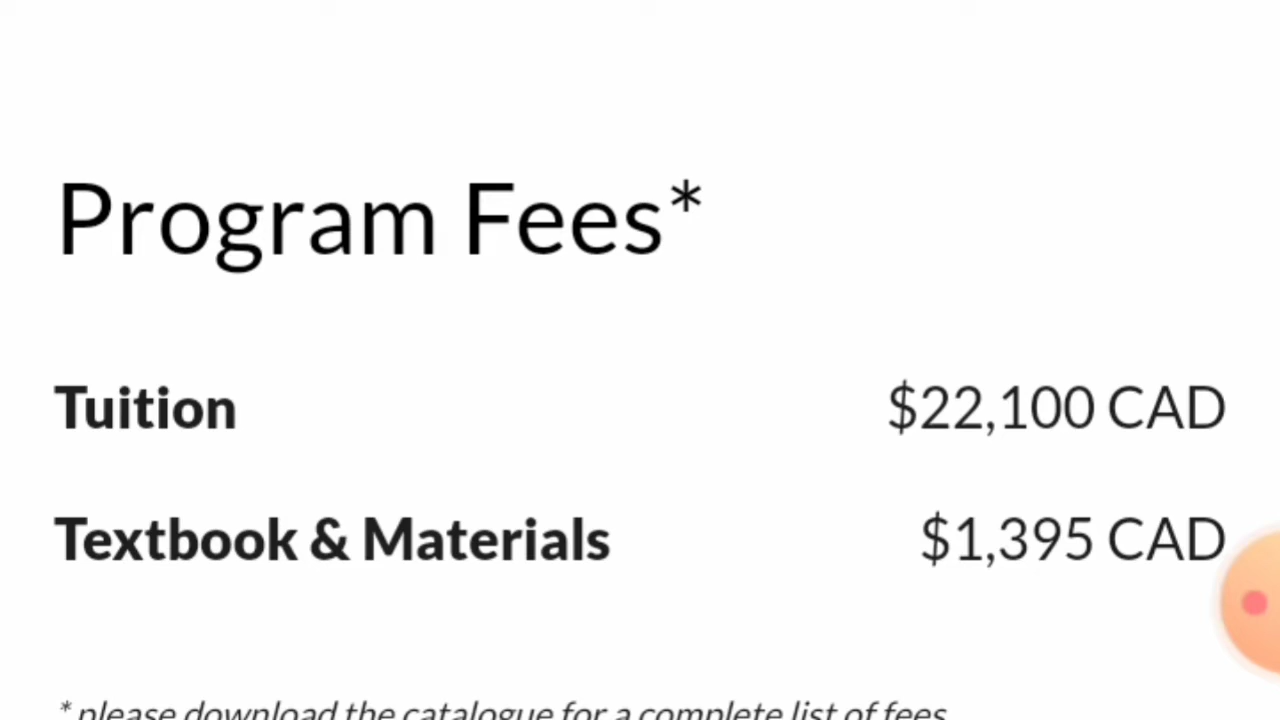 Program Fees*
Tuition $22,100 CAD
Textbook & Materials $1,395 CAD
* please download the catalogue for a complete list of fees